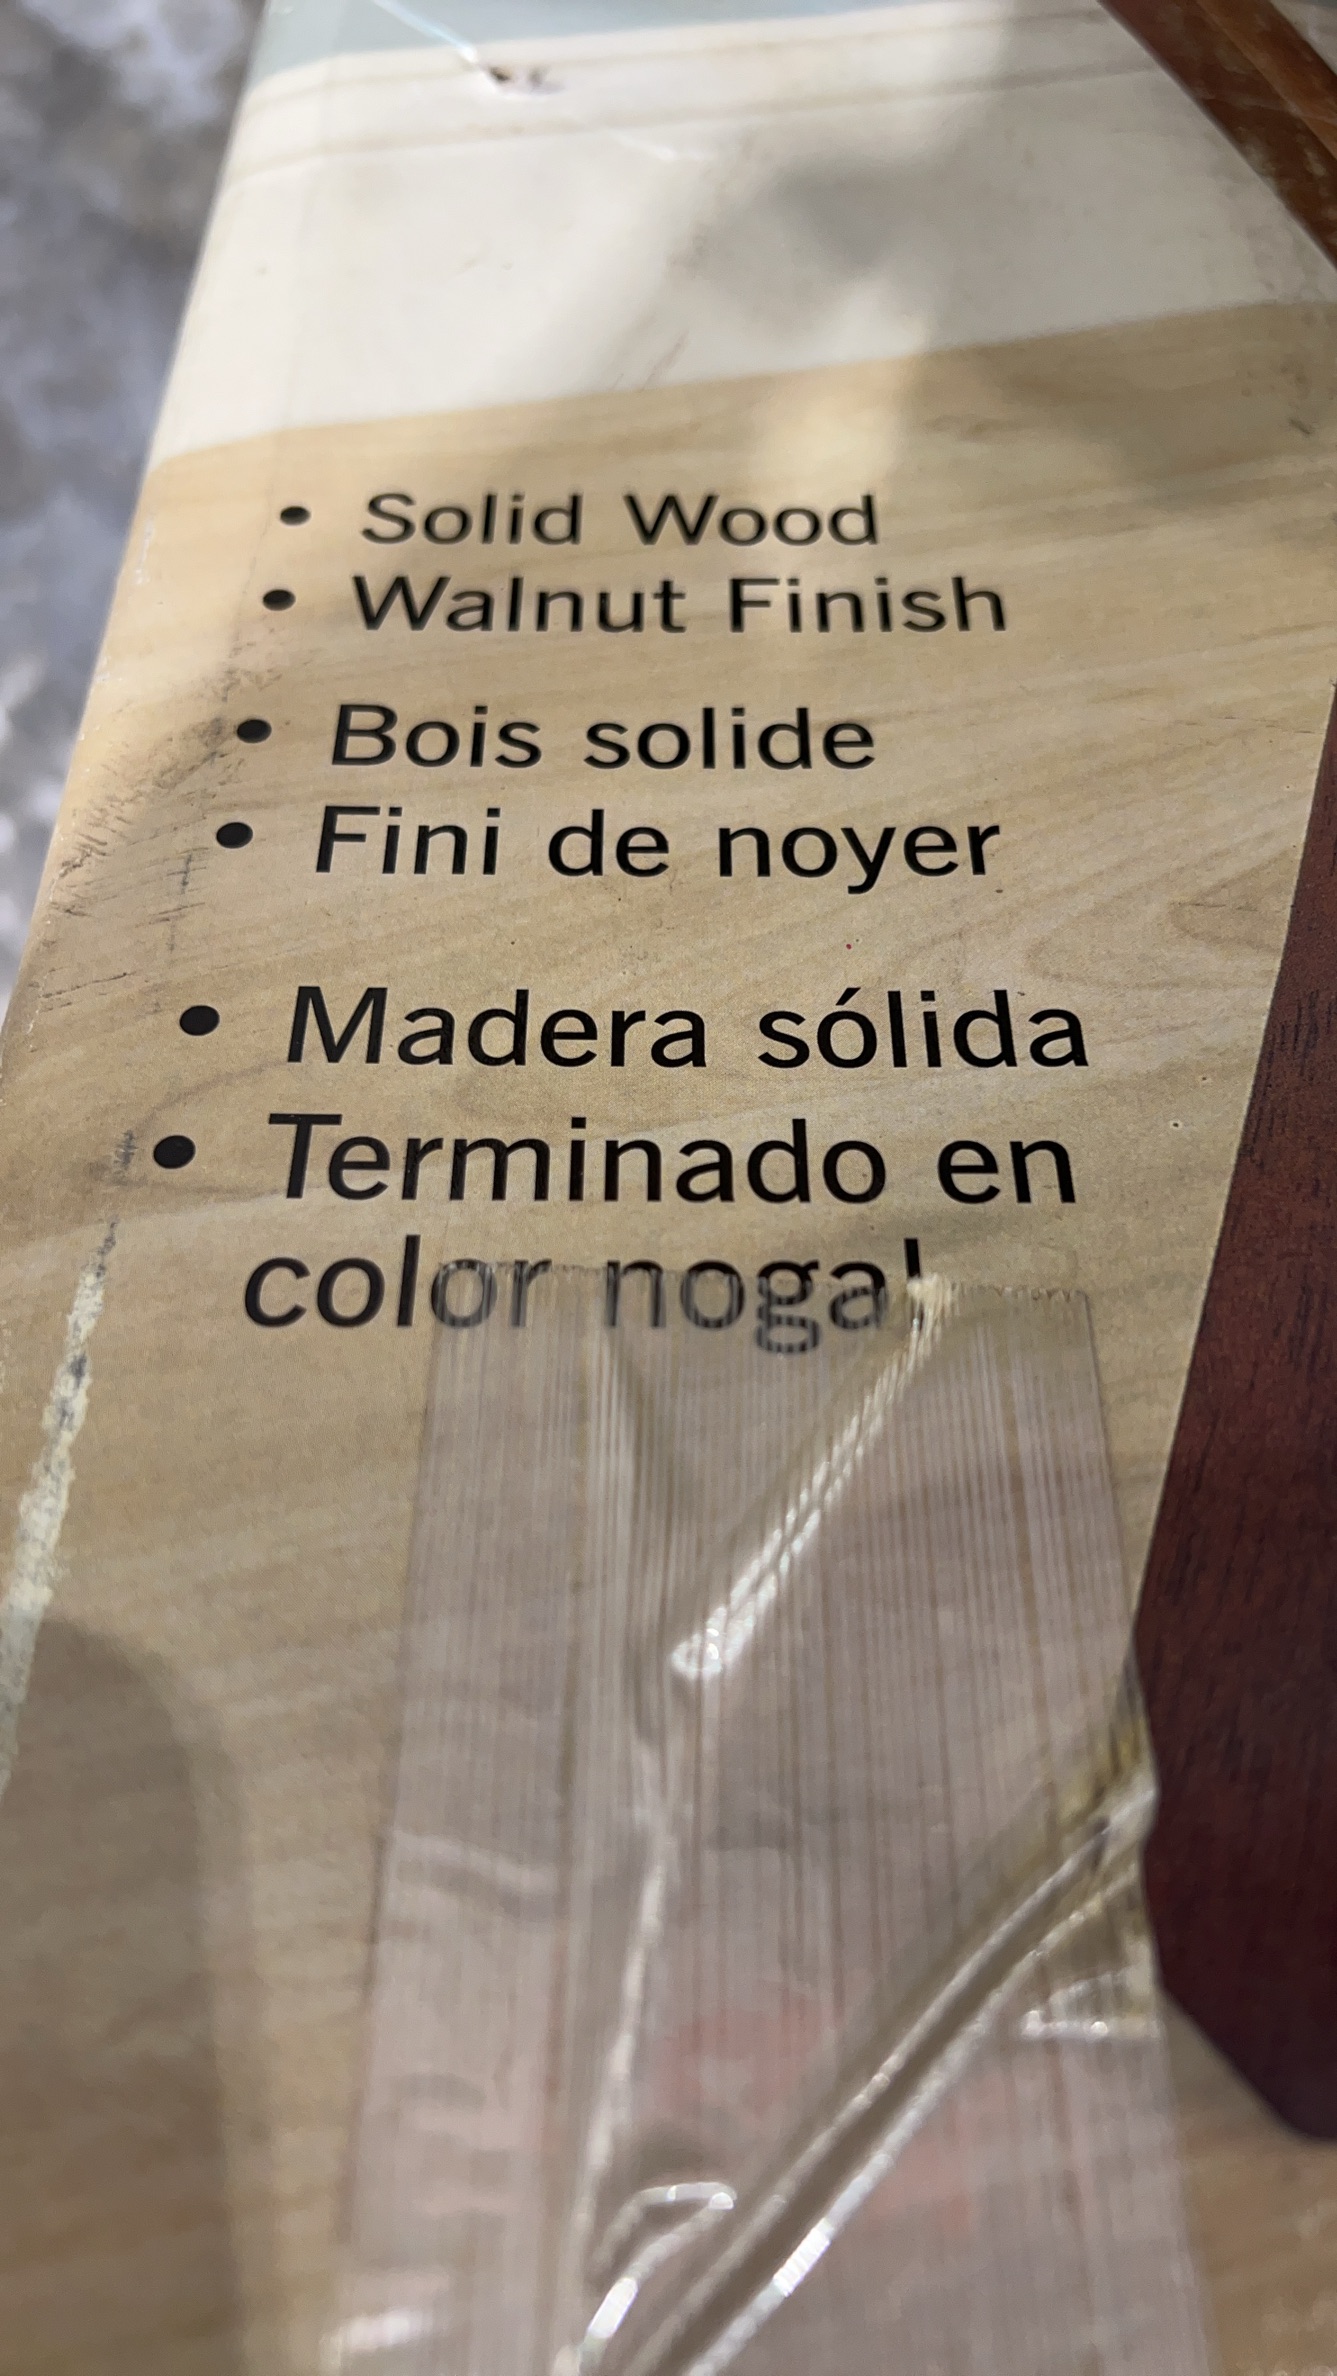 • Solid Wood
• Walnut Finish
• Bois solide
• Fini de noyer
• Madera sólida
• Terminado en
color nogal